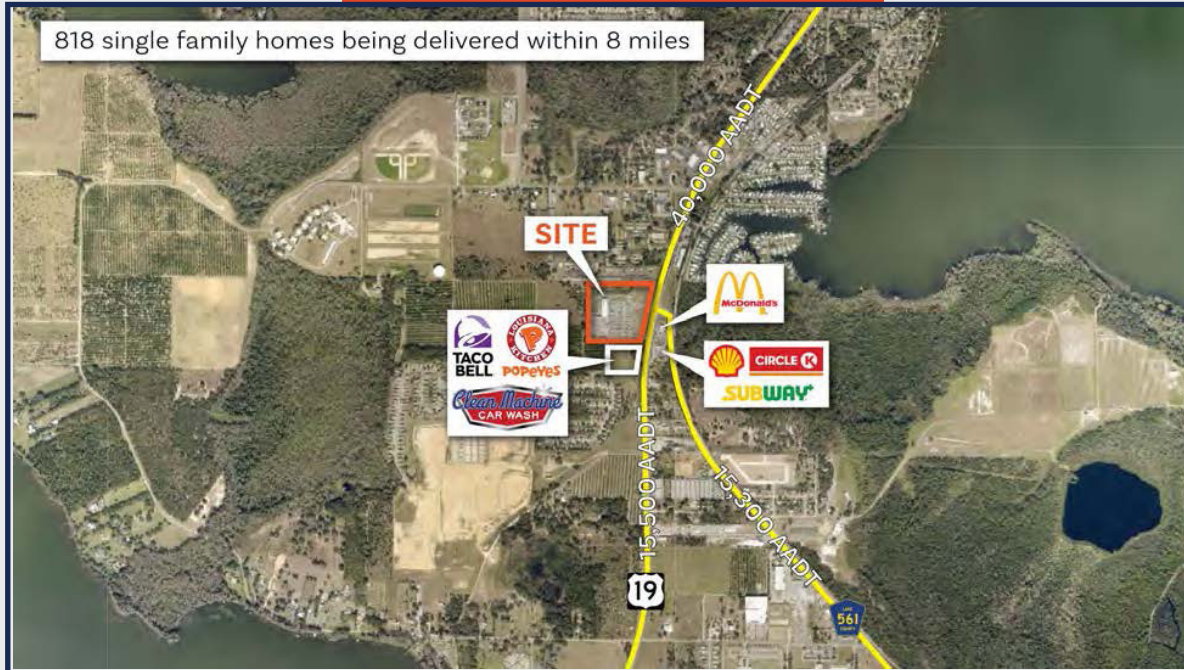 818 single family homes being delivered within 8 miles
40,000 AADT
SITE
McDonald's
TACO
BELL
LOUISIANA
KITCHEN
POPEYES
Clean Machine
CAR WASH
CIRCLE K
SUBWAY
15,500 AADT
15,300 AADT
19
LAKE
561
COUNTY